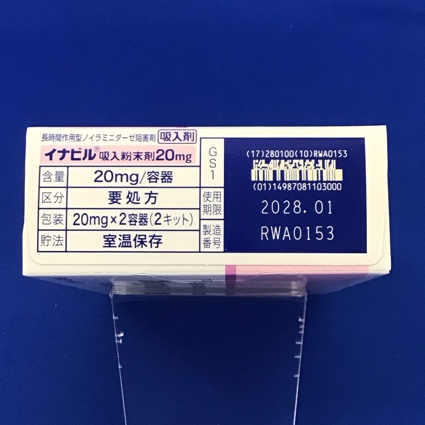 長時間作用型ノイラミニダーゼ阻害剤 吸入剤
イナビル® 吸入粉末剤20mg
含量 20mg/容器
区分 要処方
包装 20mg×2容器(2キット)
貯法 室温保存
GS1
(17)280100(10)RWA0153
(01)14987081103000
使用期限 2028.01
製造番号 RWA0153